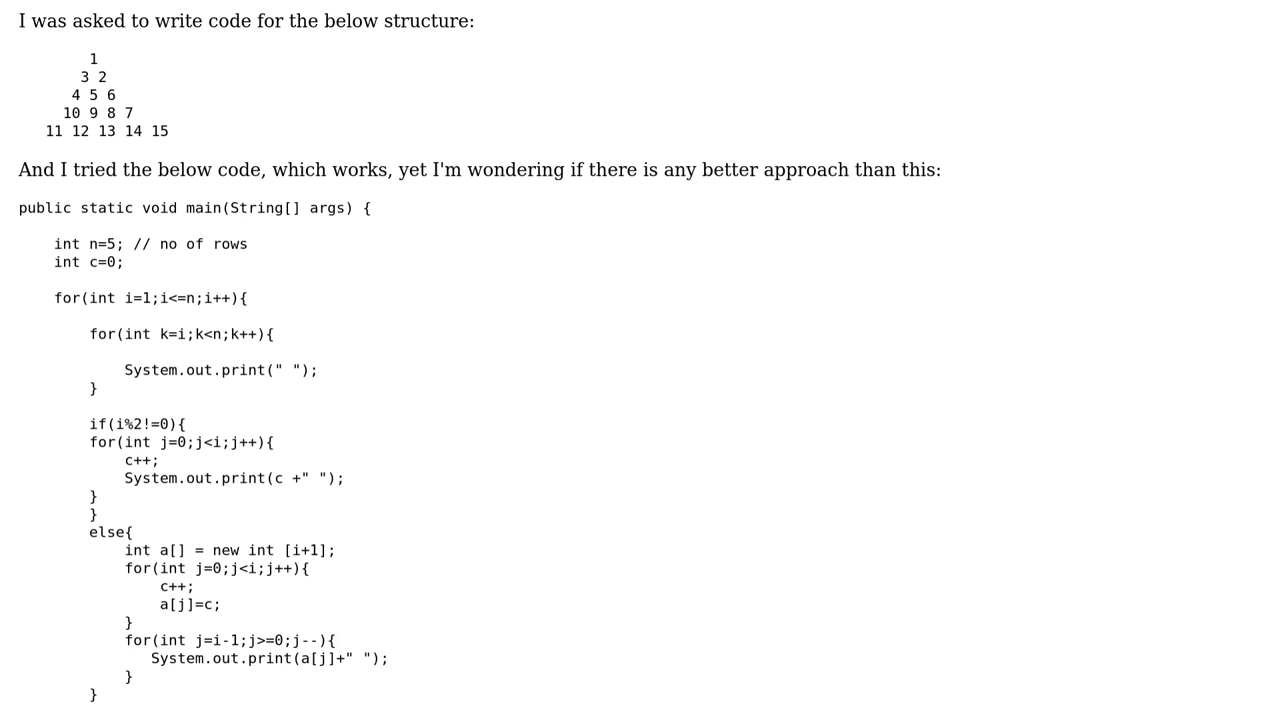 I was asked to write code for the below structure:
1
3 2
4 5 6
10 9 8 7
11 12 13 14 15
And I tried the below code, which works, yet I'm wondering if there is any better approach than this:
public static void main(String[] args) {
int n=5; // no of rows
int c=0;
for(int i=1;i<=n;i++){
for(int k=i;k<n;k++){
System.out.print(" ");
}
if(i%2!=0){
for(int j=0;j<i;j++){
c++;
System.out.print(c +" ");
}
}
else{
int a[] = new int [i+1];
for(int j=0;j<i;j++){
c++;
a[j]=c;
}
for(int j=i-1;j>=0;j--){
System.out.print(a[j]+" ");
}
}